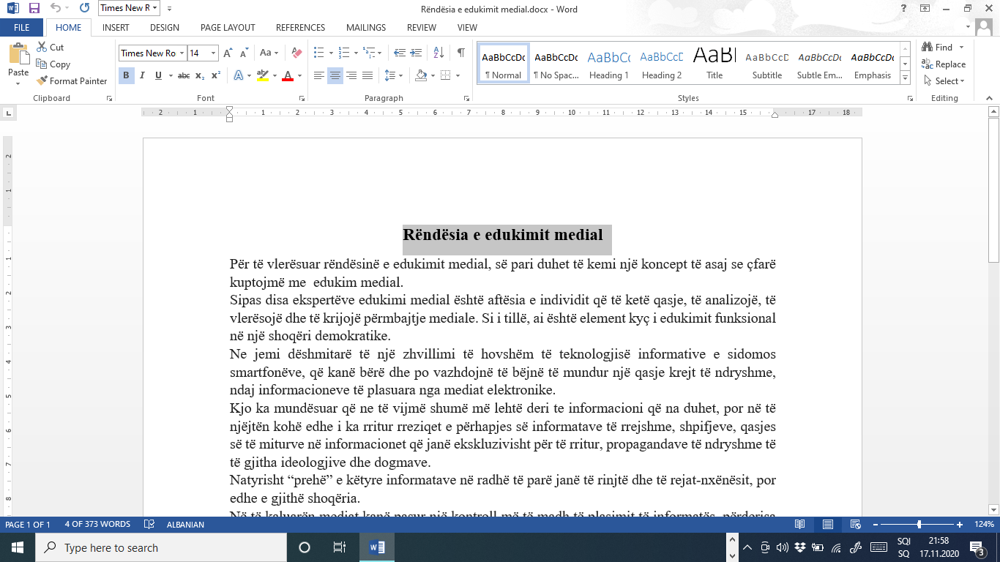 Times New R
Rëndësia e edukimit medial.docx - Word
?
FILE HOME INSERT DESIGN PAGE LAYOUT REFERENCES MAILINGS REVIEW VIEW
Paste
Cut
Copy
Format Painter
Clipboard
Times New Ro 14 A A Aa
B I U abc x2 x2 A ab A
Font
Paragraph
AaBbCcDc AaBbCcDc AaBbCc AaBbCcC AaBl AaBbCcD AaBbCcDc AaBbCcDc
¶ Normal ¶ No Spac... Heading 1 Heading 2 Title Subtitle Subtle Em... Emphasis
Styles
Find
Replace
Select
Editing
2 1 1 2 3 4 5 6 7 8 9 10 11 12 13 14 15 17 18
2
1
1
2
3
4
5
6
7
8
Rëndësia e edukimit medial
Për të vlerësuar rëndësinë e edukimit medial, së pari duhet të kemi një koncept të asaj se çfarë
kuptojmë me  edukim medial.
Sipas disa ekspertëve edukimi medial është aftësia e individit që të ketë qasje, të analizojë, të
vlerësojë dhe të krijojë përmbajtje mediale. Si i tillë, ai është element kyç i edukimit funksional
në një shoqëri demokratike.
Ne jemi dëshmitarë të një zhvillimi të hovshëm të teknologjisë informative e sidomos
smartfonëve, që kanë bërë dhe po vazhdojnë të bëjnë të mundur një qasje krejt të ndryshme,
ndaj informacioneve të plasuara nga mediat elektronike.
Kjo ka mundësuar që ne të vijmë shumë më lehtë deri te informacioni që na duhet, por në të
njëjtën kohë edhe i ka rritur rreziqet e përhapjes së informatave të rrejshme, shpifjeve, qasjes
së të miturve në informacionet që janë ekskluzivisht për të rritur, propagandave të ndryshme të
të gjitha ideologjive dhe dogmave.
Natyrisht “prehë” e këtyre informatave në radhë të parë janë të rinjtë dhe të rejat-nxënësit, por
edhe e gjithë shoqëria.
Në të kaluarën mediat kanë pasur një kontroll më të madh të plasimit të informatës, përderisa
PAGE 1 OF 1 4 OF 373 WORDS ALBANIAN 124%
Type here to search
SQI
SQ
21:58
17.11.2020
3